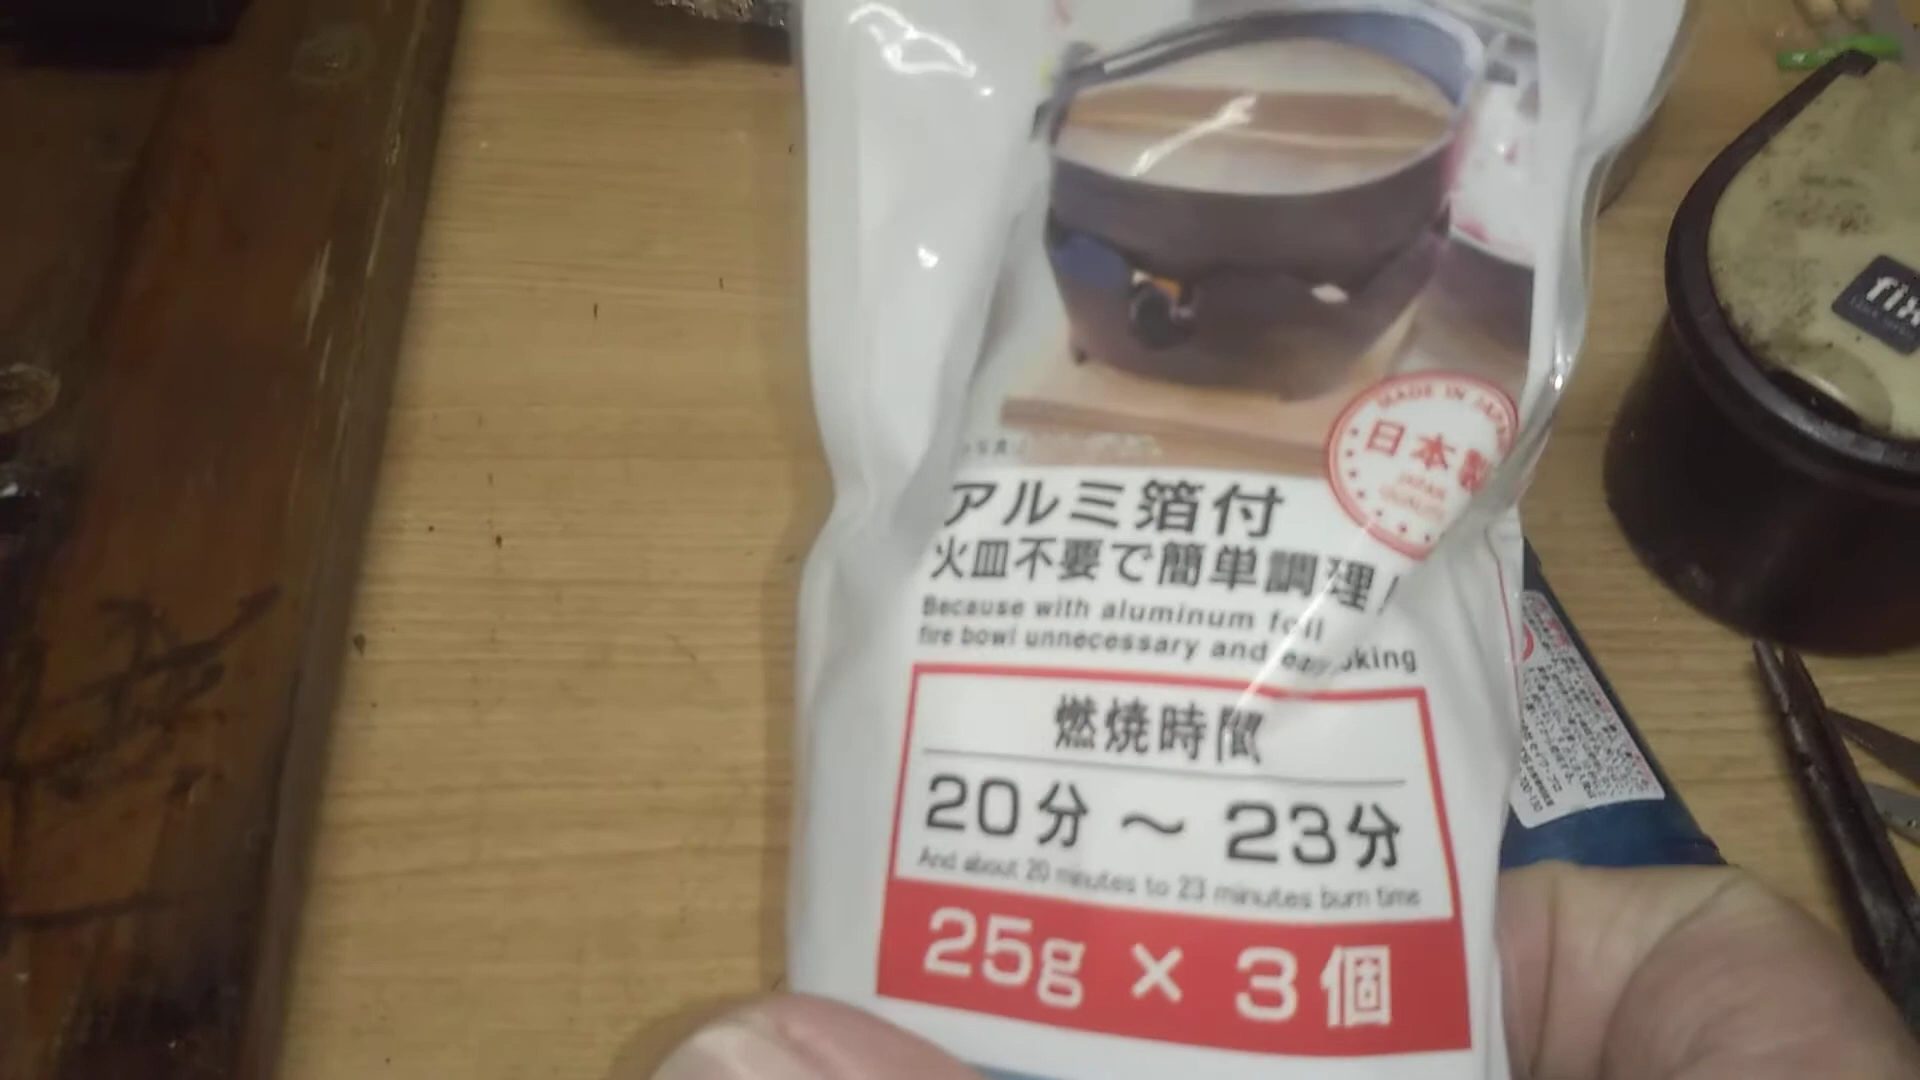 MADE IN JAPAN
日本製
JAPAN
QUALITY
アルミ箔付
火皿不要で簡単調理!
Because with aluminum foil
fire bowl unnecessary and
燃焼時間
20分 ～ 23分
And about 20 minutes to 23 minutes burn time
25g × 3個
fix